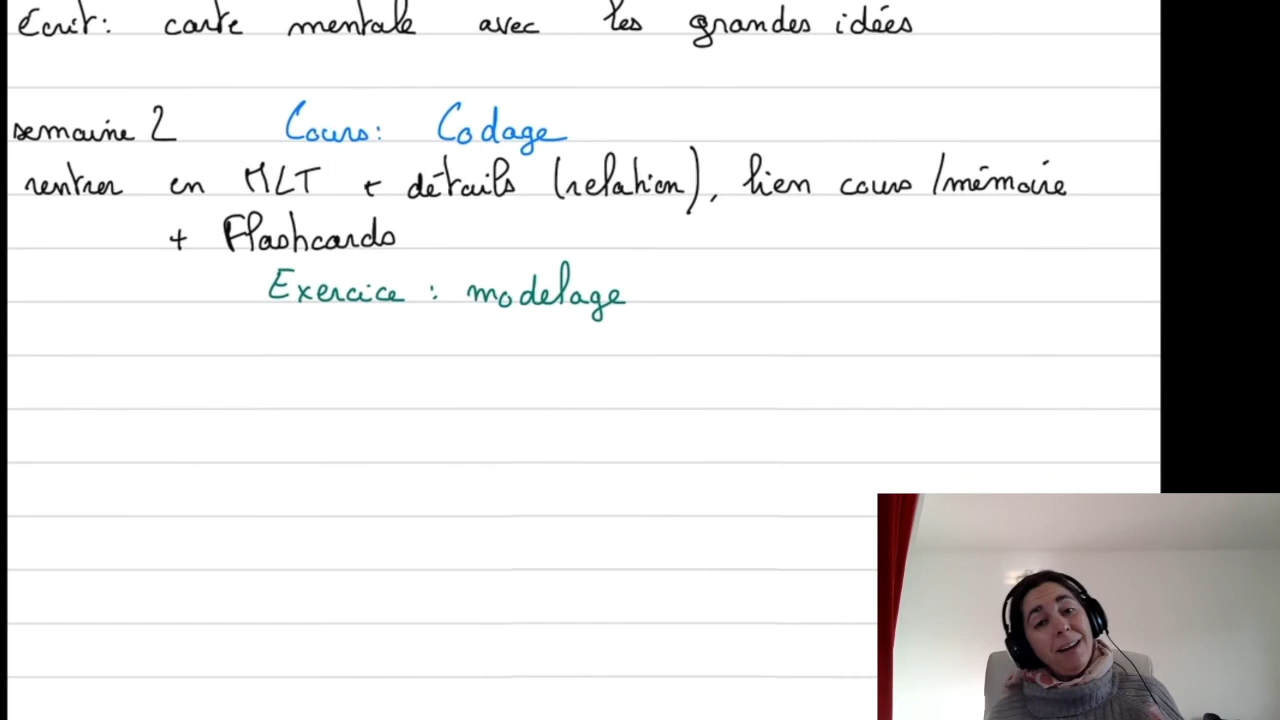 Ecrit: carte mentale avec les grandes idées
semaine 2 Cours: Codage
rentrer en MLT + détails (relation), lien cours /mémoire
+ Flashcards
Exercice : modelage